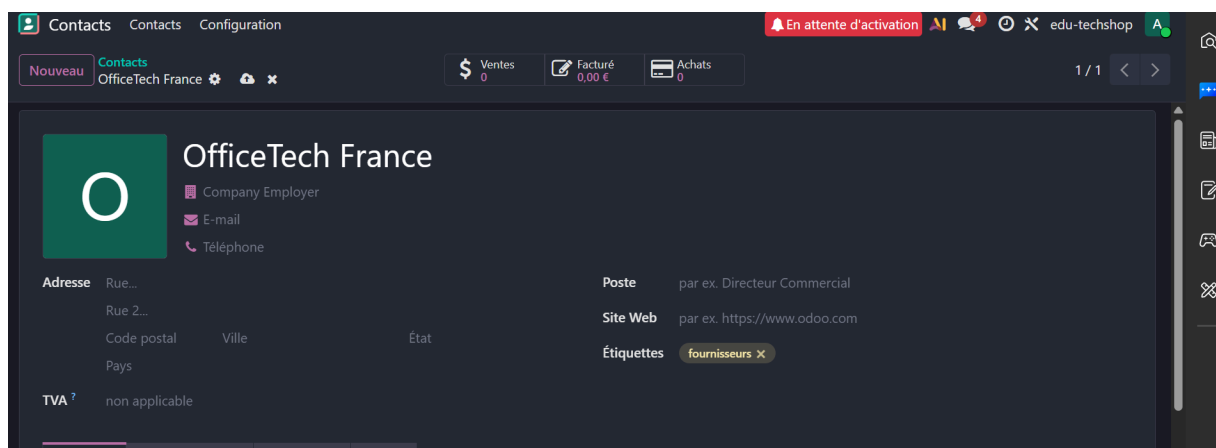 Contacts Contacts Configuration En attente d'activation AI 4 edu-techshop A
Nouveau Contacts
OfficeTech France
$ Ventes 0 Facturé 0,00 € Achats 0
1 / 1
O
OfficeTech France
Company Employer
E-mail
Téléphone
Adresse Rue...
Rue 2...
Code postal Ville État
Pays
TVA ? non applicable
Poste par ex. Directeur Commercial
Site Web par ex. https://www.odoo.com
Étiquettes fournisseurs ×